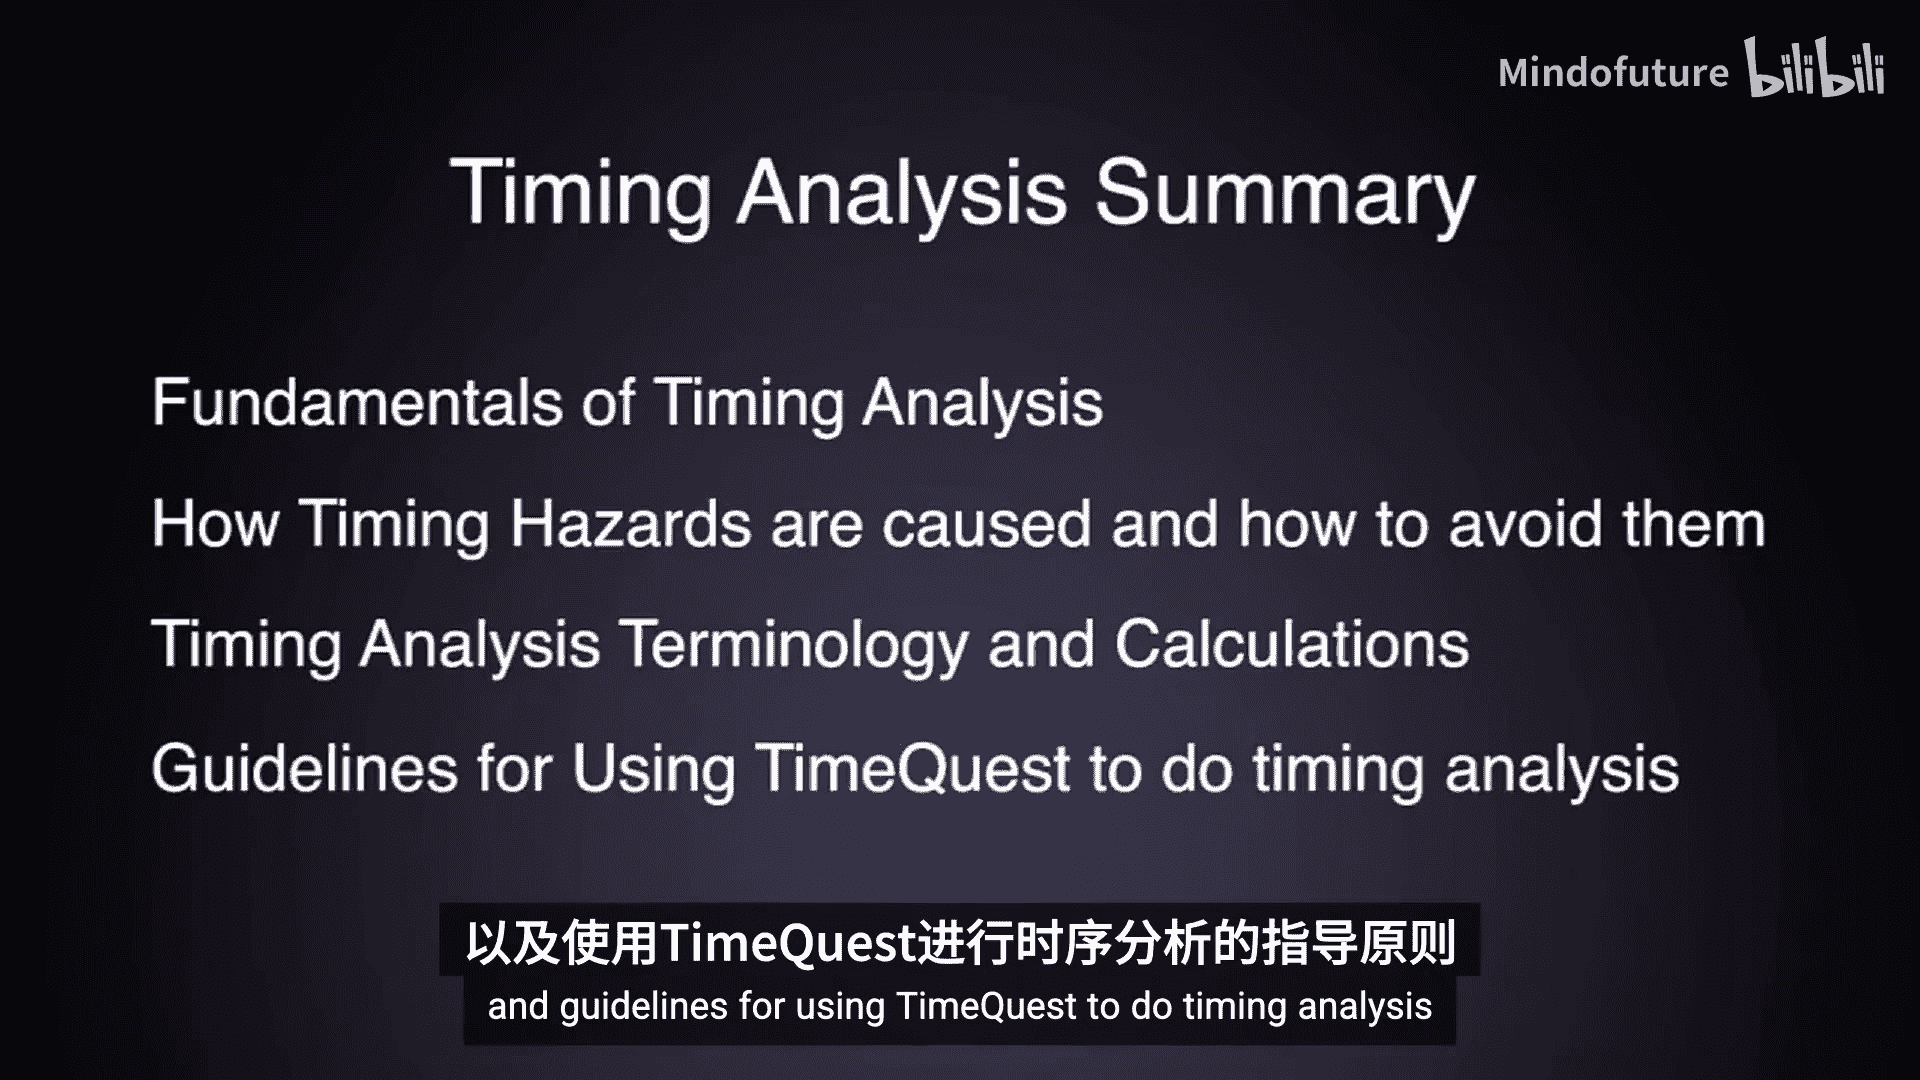 Mindofuture bilibili
Timing Analysis Summary
Fundamentals of Timing Analysis
How Timing Hazards are caused and how to avoid them
Timing Analysis Terminology and Calculations
Guidelines for Using TimeQuest to do timing analysis
以及使用TimeQuest进行时序分析的指导原则
and guidelines for using TimeQuest to do timing analysis